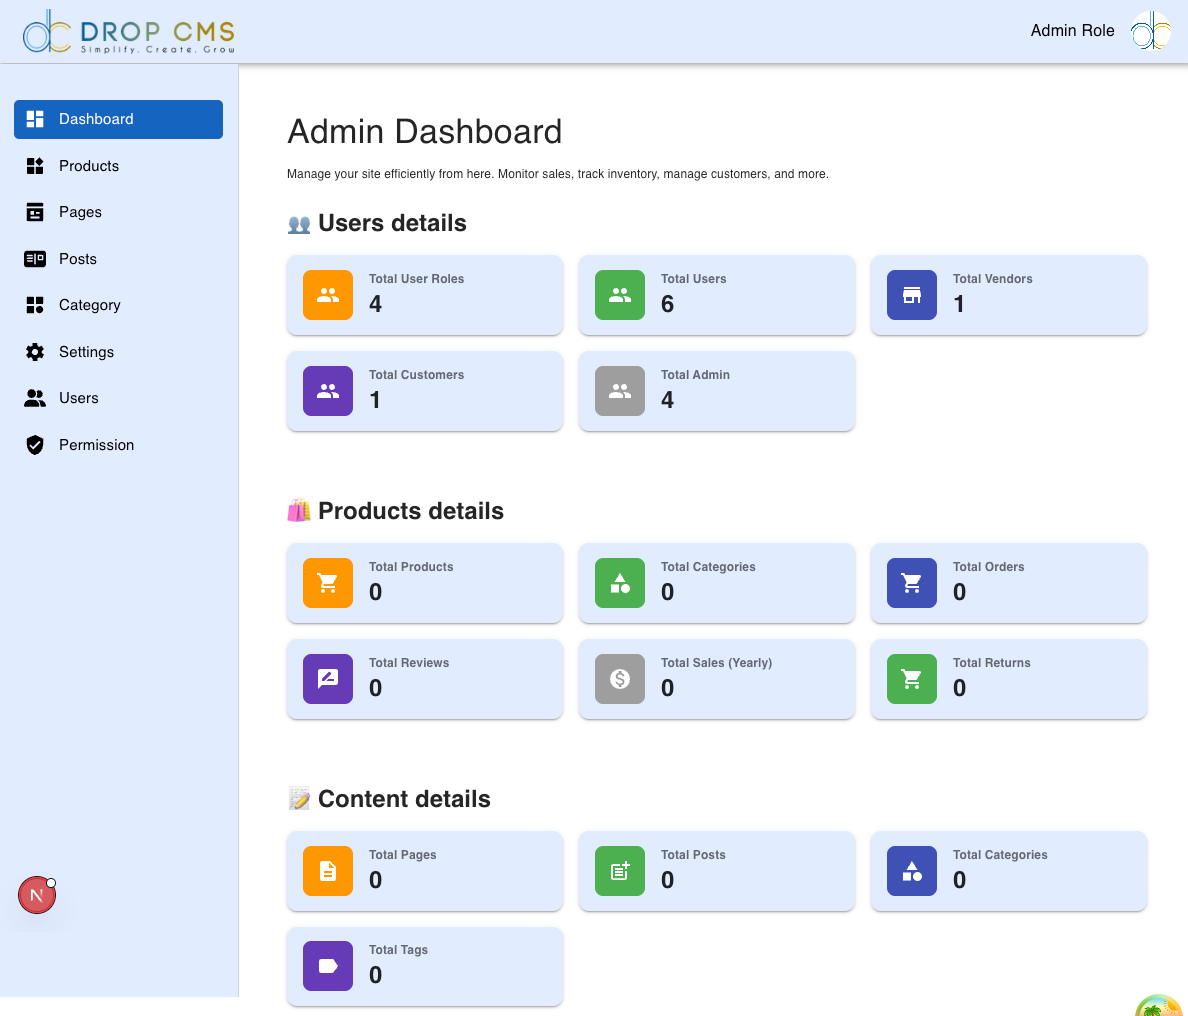 DROP CMS
Simplify. Create. Grow
Admin Role
Dashboard
Products
Pages
Posts
Category
Settings
Users
Permission
N
Admin Dashboard
Manage your site efficiently from here. Monitor sales, track inventory, manage customers, and more.
Users details
Total User Roles
4
Total Users
6
Total Vendors
1
Total Customers
1
Total Admin
4
Products details
Total Products
0
Total Categories
0
Total Orders
0
Total Reviews
0
Total Sales (Yearly)
0
Total Returns
0
Content details
Total Pages
0
Total Posts
0
Total Categories
0
Total Tags
0